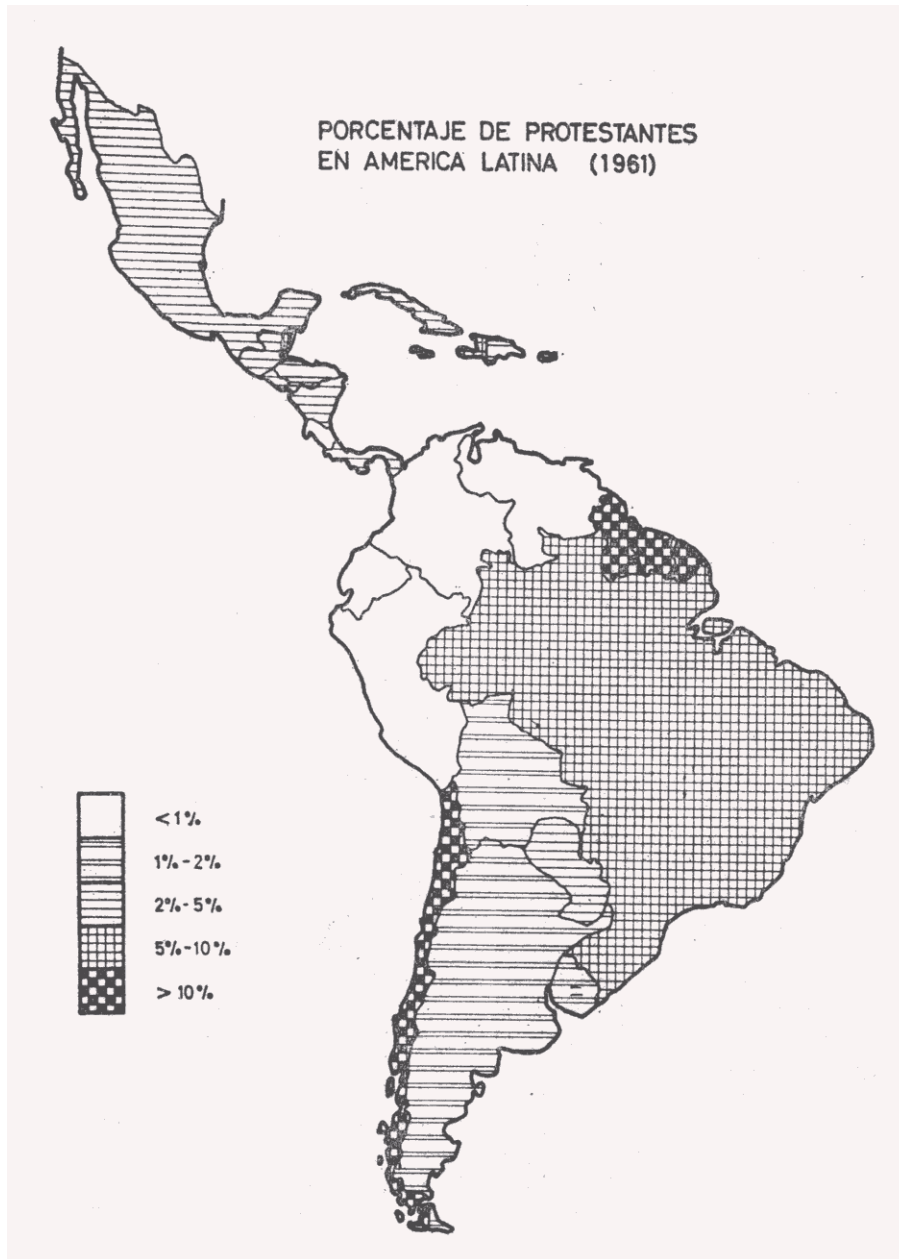 PORCENTAJE DE PROTESTANTES
EN AMERICA LATINA (1961)
<1%
1%-2%
2%-5%
5%-10%
> 10%